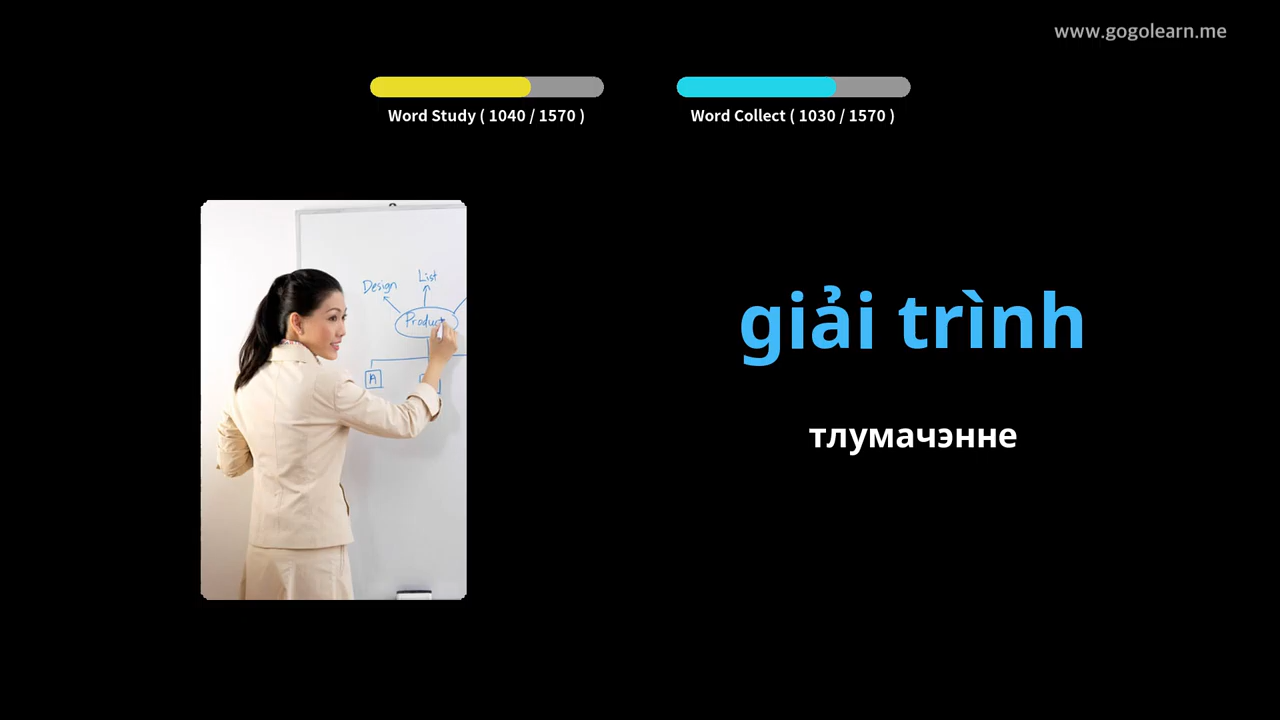 www.gogolearn.me
Word Study ( 1040 / 1570 )
Word Collect ( 1030 / 1570 )
Design
List
Product
A
giải trình
тлумачэнне